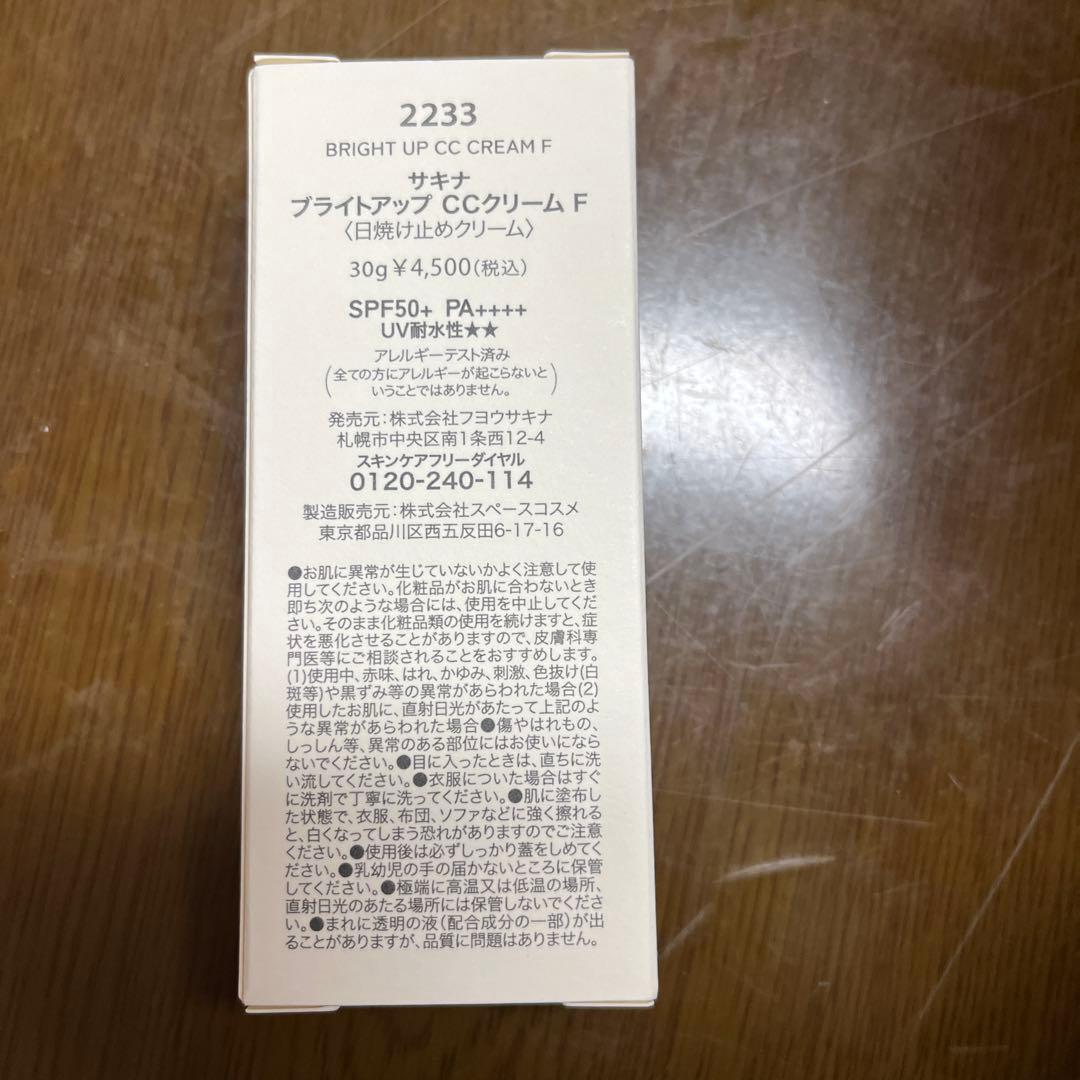 2233
BRIGHT UP CC CREAM F
サキナ
ブライトアップ CCクリーム F
〈日焼け止めクリーム〉
30g ¥4,500(税込)
SPF50+ PA++++
UV耐水性★★
アレルギーテスト済み
(全ての方にアレルギーが起こらないと
いうことではありません。)
発売元:株式会社フヨウサキナ
札幌市中央区南1条西12-4
スキンケアフリーダイヤル
0120-240-114
製造販売元:株式会社スペースコスメ
東京都品川区西五反田6-17-16
●お肌に異常が生じていないかよく注意して使
用してください。化粧品がお肌に合わないとき
即ち次のような場合には、使用を中止してくだ
さい。そのまま化粧品類の使用を続けますと、症
状を悪化させることがありますので、皮膚科専
門医等にご相談されることをおすすめします。
(1)使用中、赤味、はれ、かゆみ、刺激、色抜け(白
斑等)や黒ずみ等の異常があらわれた場合(2)
使用したお肌に、直射日光があたって上記のよ
うな異常があらわれた場合●傷やはれもの、
しっしん等、異常のある部位にはお使いになら
ないでください。●目に入ったときは、直ちに洗
い流してください。●衣服についた場合はすぐ
に洗剤で丁寧に洗ってください。●肌に塗布し
た状態で、衣服、布団、ソファなどに強く擦れる
と、白くなってしまう恐れがありますのでご注意
ください。●使用後は必ずしっかり蓋をしめてく
ださい。●乳幼児の手の届かないところに保管
してください。●極端に高温又は低温の場所、
直射日光のあたる場所には保管しないでくださ
い。●まれに透明の液(配合成分の一部)が出
ることがありますが、品質に問題はありません。